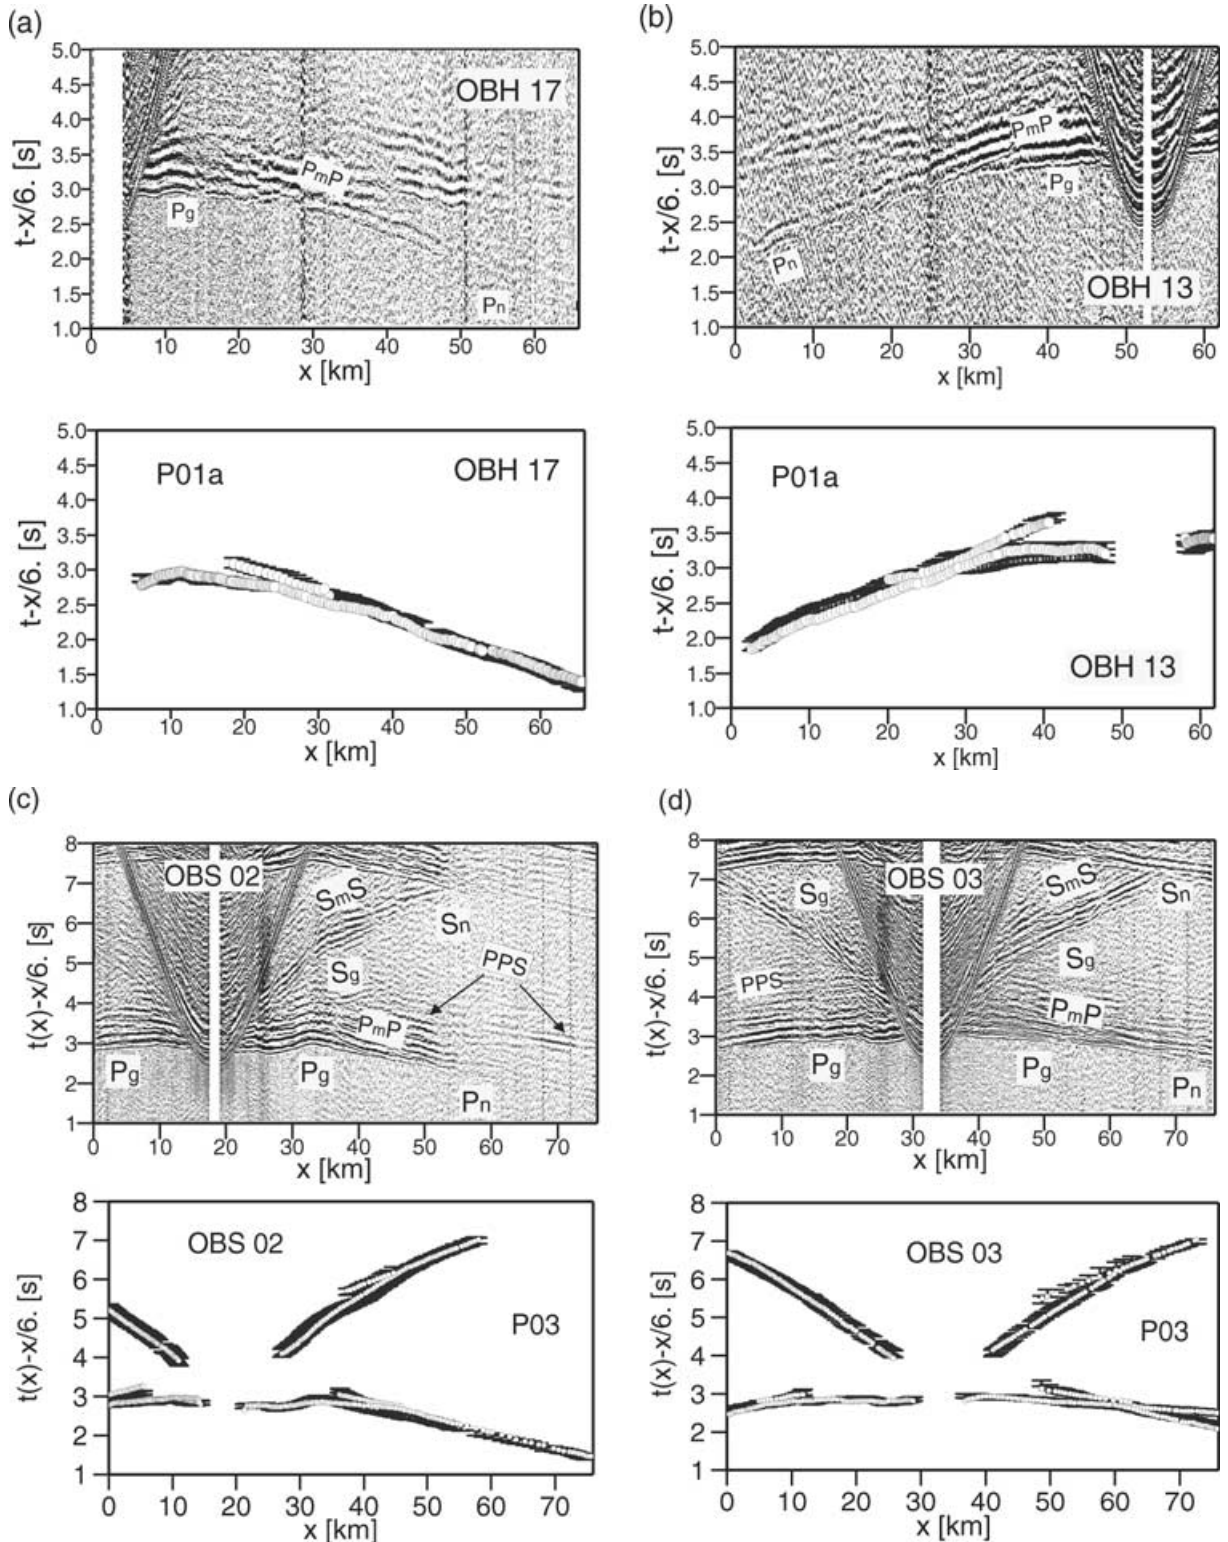 (a)
5.0
4.5
4.0
3.5
3.0
2.5
2.0
1.5
1.0
t-x/6. [s]
OBH 17
PmP
Pg
Pn
0 10 20 30 40 50 60
x [km]
(b)
5.0
4.5
4.0
3.5
3.0
2.5
2.0
1.5
1.0
t-x/6. [s]
PmP
Pg
Pn
OBH 13
0 10 20 30 40 50 60
x [km]
5.0
4.5
4.0
3.5
3.0
2.5
2.0
1.5
1.0
t-x/6. [s]
P01a
OBH 17
0 10 20 30 40 50 60
x [km]
5.0
4.5
4.0
3.5
3.0
2.5
2.0
1.5
1.0
t-x/6. [s]
P01a
OBH 13
0 10 20 30 40 50 60
x [km]
(c)
8
7
6
5
4
3
2
1
t(x)-x/6. [s]
OBS 02
SmS
Sn
Sg
PPS
PmP
Pg
Pg
Pn
0 10 20 30 40 50 60 70
x [km]
(d)
8
7
6
5
4
3
2
1
t(x)-x/6. [s]
Sg
OBS 03
SmS
Sn
Sg
PPS
PmP
Pg
Pg
Pn
0 10 20 30 40 50 60 70
x [km]
8
7
6
5
4
3
2
1
t(x)-x/6. [s]
OBS 02
P03
0 10 20 30 40 50 60 70
x [km]
8
7
6
5
4
3
2
1
t(x)-x/6. [s]
OBS 03
P03
0 10 20 30 40 50 60 70
x [km]